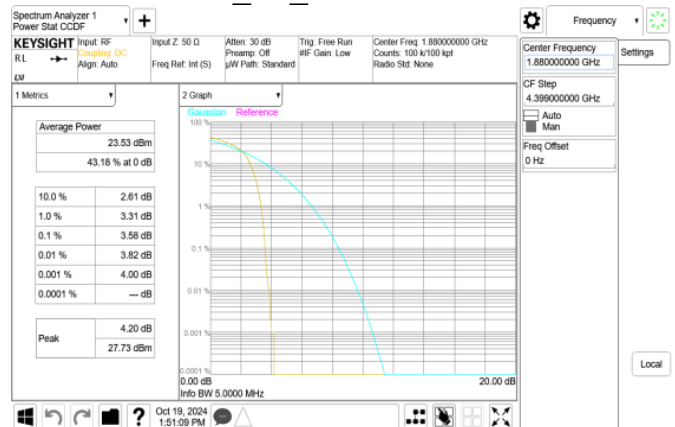 Spectrum Analyzer 1
Power Stat CCDF
Frequency
KEYSIGHT
Input: RF
Input Z: 50 Ω
Atten: 30 dB
Trig: Free Run
Center Freq: 1.880000000 GHz
RL
Coupling: DC
Preamp: Off
#IF Gain: Low
Counts: 100 k/100 kpt
Align: Auto
Freq Ref: Int (S)
µW Path: Standard
Radio Std: None
Center Frequency
1.880000000 GHz
Settings
CF Step
4.399000000 GHz
Auto
Man
Freq Offset
0 Hz
Local
1 Metrics
Average Power
23.53 dBm
43.18 % at 0 dB
10.0 % 2.61 dB
1.0 % 3.31 dB
0.1 % 3.58 dB
0.01 % 3.82 dB
0.001 % 4.00 dB
0.0001 % --- dB
Peak
4.20 dB
27.73 dBm
2 Graph
Gaussian Reference
100 %
10 %
1 %
0.1 %
0.01 %
0.001 %
0.0001 %
0.00 dB
20.00 dB
Info BW 5.0000 MHz
?
Oct 19, 2024
1:51:09 PM